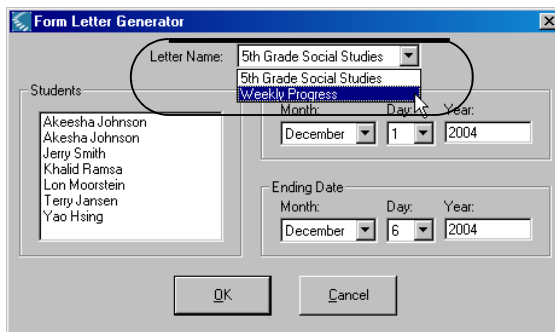 Form Letter Generator
Letter Name: 5th Grade Social Studies
5th Grade Social Studies
Weekly Progress
Students
Akeesha Johnson
Akesha Johnson
Jerry Smith
Khalid Ramsa
Lon Moorstein
Terry Jansen
Yao Hsing
Month: Day: Year:
December 1 2004
Ending Date
Month: Day: Year:
December 6 2004
OK Cancel